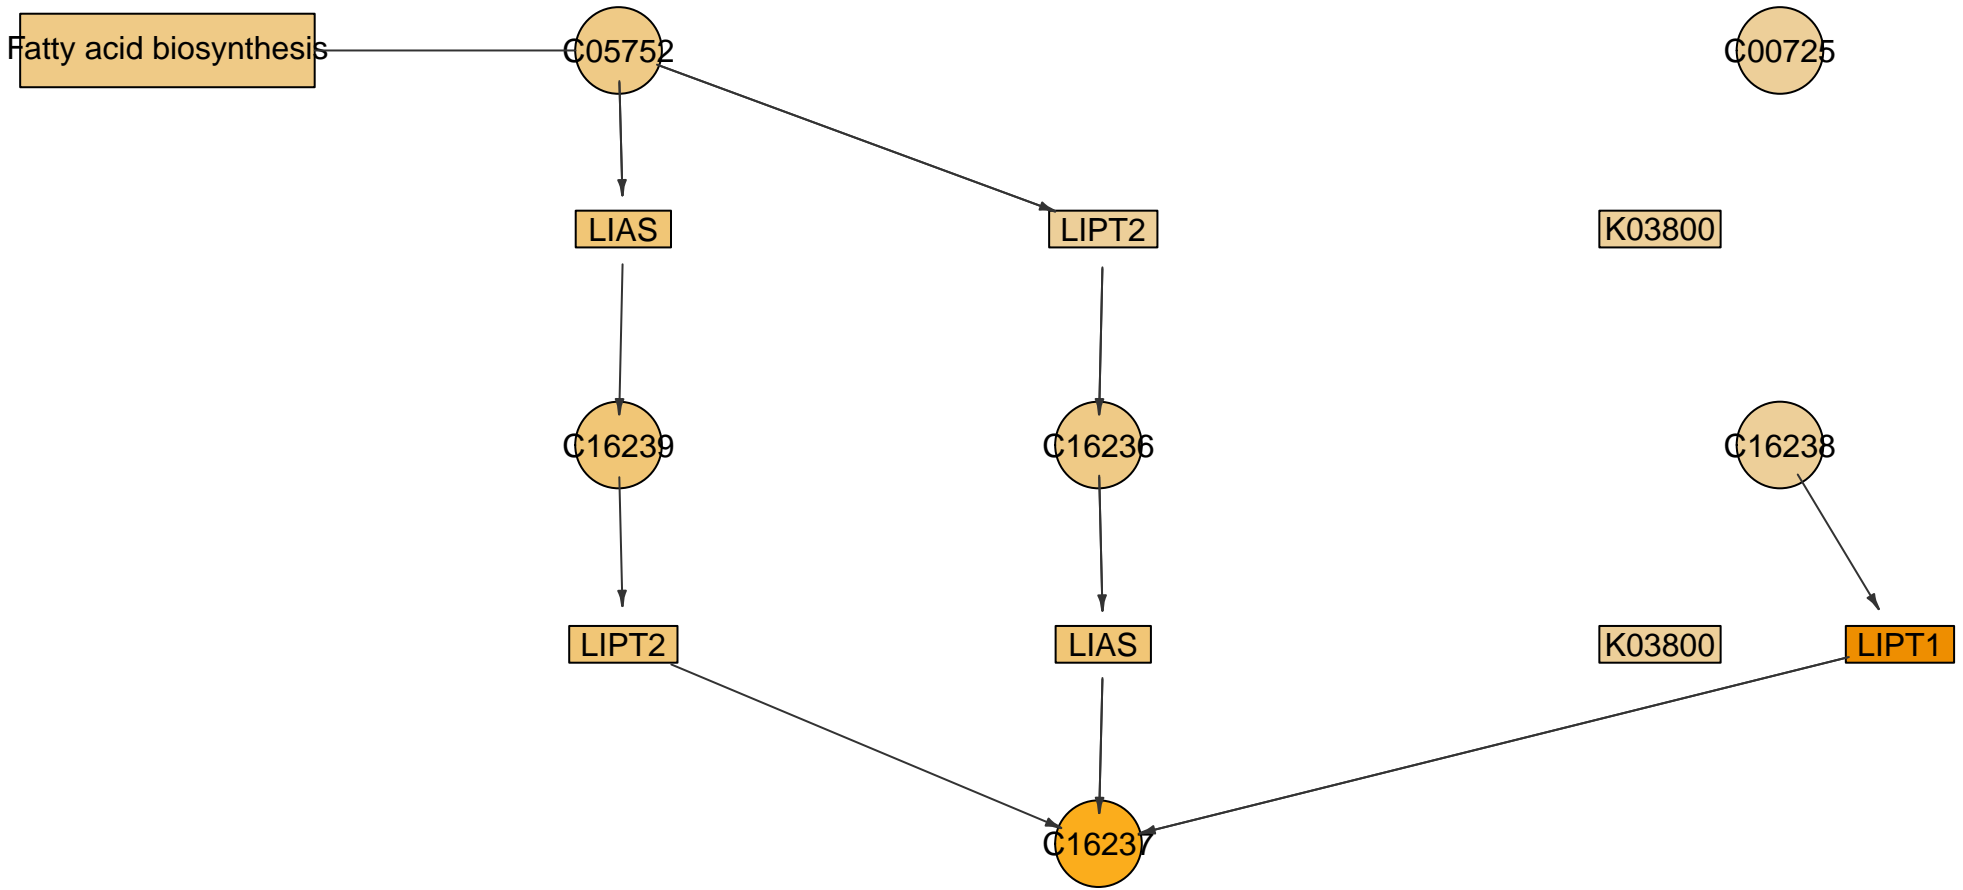 Fatty acid biosynthesis
C05752
C00725
LIAS
LIPT2
K03800
C16239
C16236
C16238
LIPT2
LIAS
K03800
LIPT1
C16237